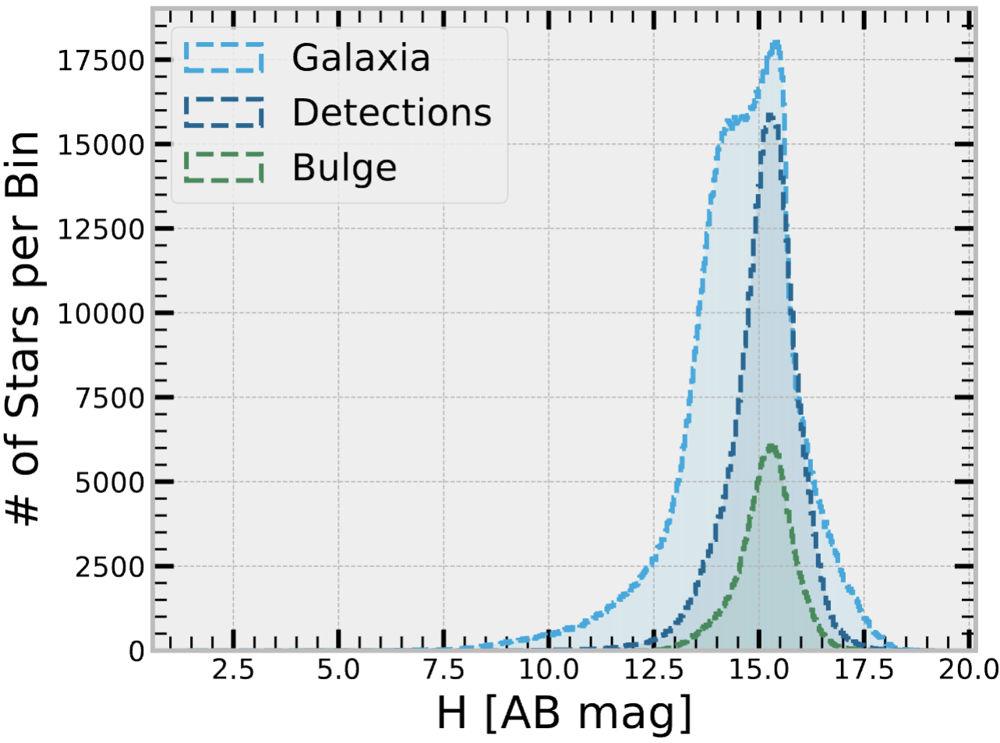 Galaxia
Detections
Bulge
# of Stars per Bin
17500
15000
12500
10000
7500
5000
2500
0
2.5 5.0 7.5 10.0 12.5 15.0 17.5 20.0
H [AB mag]